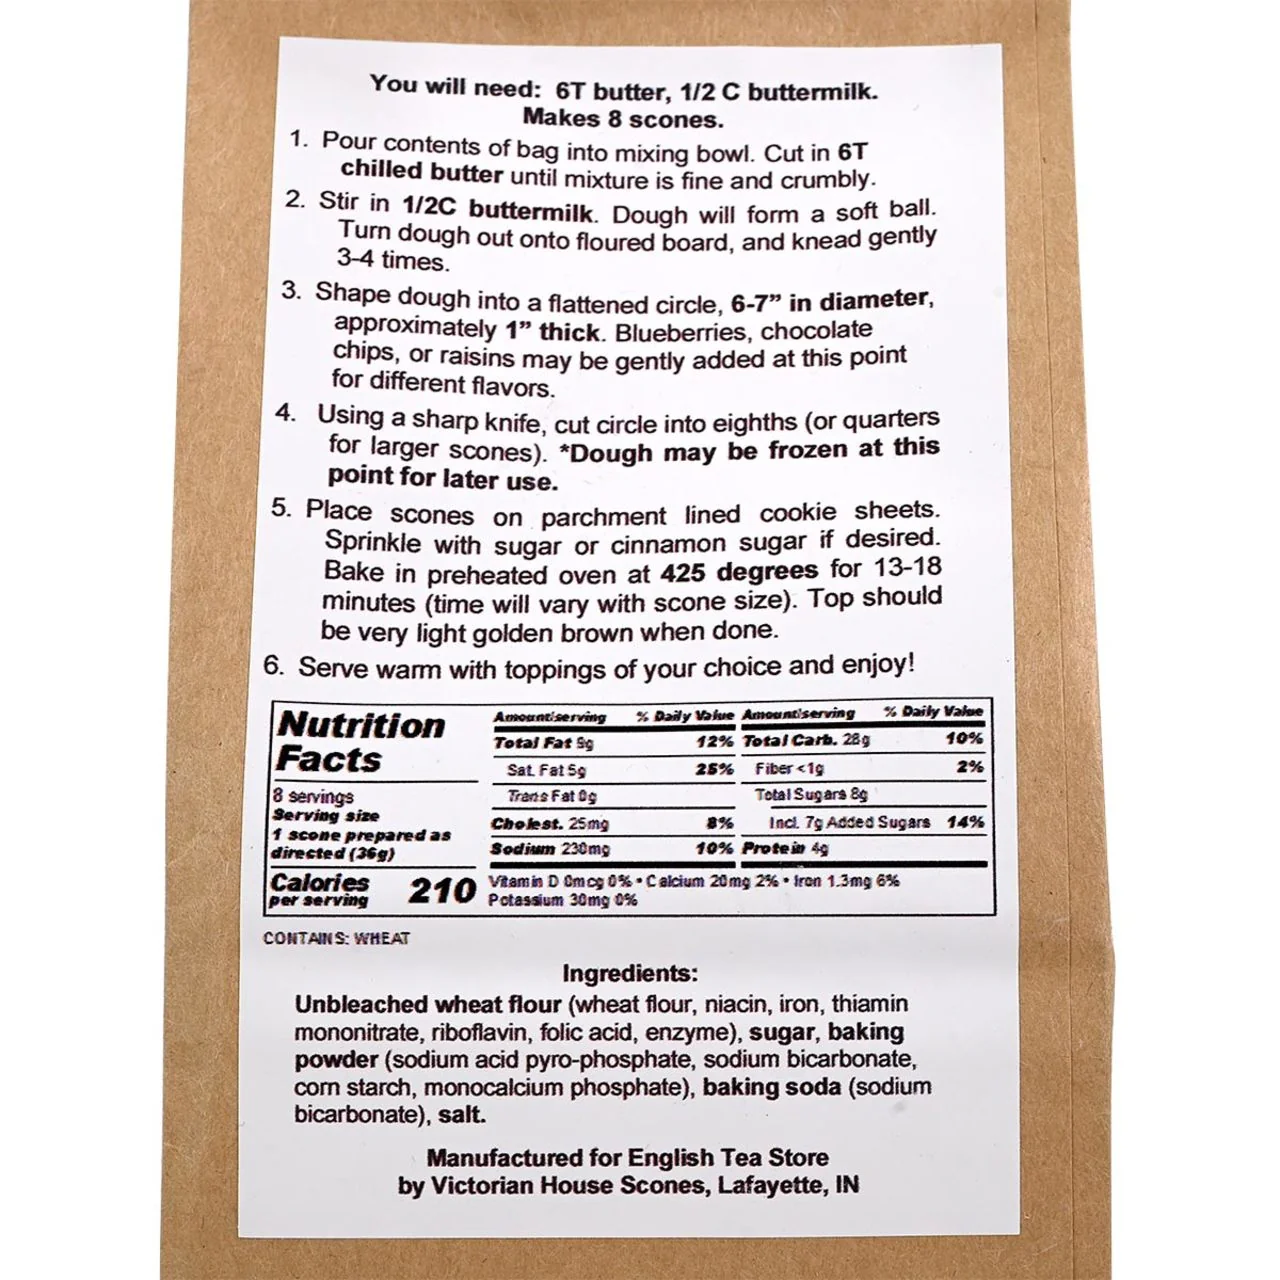 You will need: 6T butter, 1/2 C buttermilk.
Makes 8 scones.
1. Pour contents of bag into mixing bowl. Cut in 6T
chilled butter until mixture is fine and crumbly.
2. Stir in 1/2C buttermilk. Dough will form a soft ball.
Turn dough out onto floured board, and knead gently
3-4 times.
3. Shape dough into a flattened circle, 6-7” in diameter,
approximately 1” thick. Blueberries, chocolate
chips, or raisins may be gently added at this point
for different flavors.
4. Using a sharp knife, cut circle into eighths (or quarters
for larger scones). *Dough may be frozen at this
point for later use.
5. Place scones on parchment lined cookie sheets.
Sprinkle with sugar or cinnamon sugar if desired.
Bake in preheated oven at 425 degrees for 13-18
minutes (time will vary with scone size). Top should
be very light golden brown when done.
6. Serve warm with toppings of your choice and enjoy!
Nutrition
Facts
8 servings
Serving size
1 scone prepared as
directed (36g)
Calories
per serving 210
Amount/serving % Daily Value
Total Fat 9g 12%
Sat. Fat 5g 25%
Trans Fat 0g
Cholest. 25mg 8%
Sodium 230mg 10%
Amount/serving % Daily Value
Total Carb. 28g 10%
Fiber <1g 2%
Total Sugars 8g
Incl. 7g Added Sugars 14%
Protein 4g
Vitamin D 0mcg 0% • Calcium 20mg 2% • Iron 1.3mg 6%
Potassium 30mg 0%
CONTAINS: WHEAT
Ingredients:
Unbleached wheat flour (wheat flour, niacin, iron, thiamin
mononitrate, riboflavin, folic acid, enzyme), sugar, baking
powder (sodium acid pyro-phosphate, sodium bicarbonate,
corn starch, monocalcium phosphate), baking soda (sodium
bicarbonate), salt.
Manufactured for English Tea Store
by Victorian House Scones, Lafayette, IN